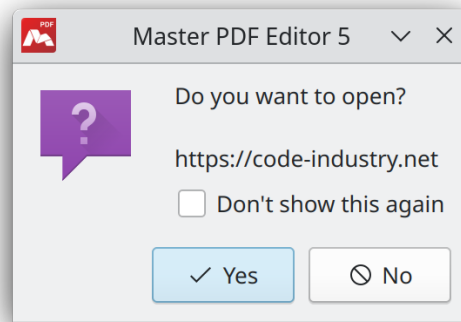 PDF
Master PDF Editor 5
Do you want to open?
https://code-industry.net
Don't show this again
Yes
No